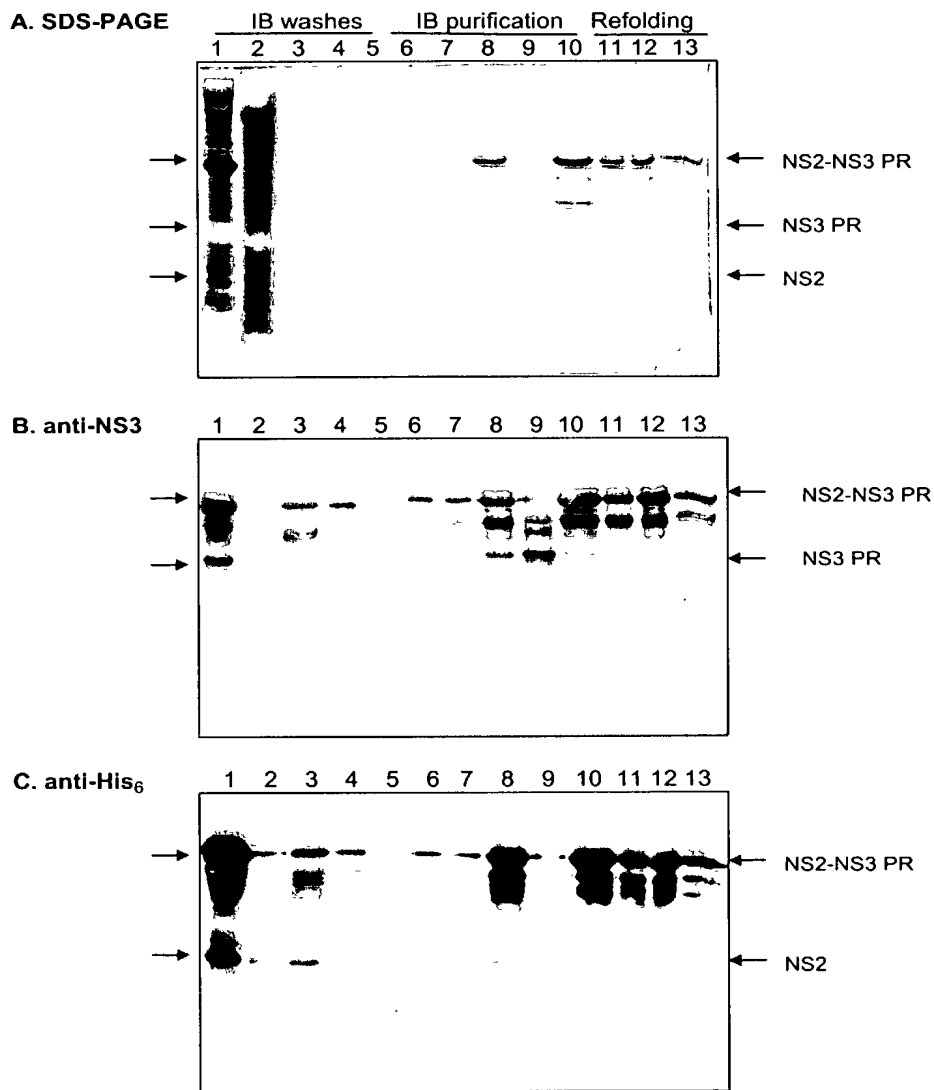 A. SDS-PAGE
IB washes IB purification Refolding
1 2 3 4 5 6 7 8 9 10 11 12 13
NS2-NS3 PR
NS3 PR
NS2
B. anti-NS3
1 2 3 4 5 6 7 8 9 10 11 12 13
NS2-NS3 PR
NS3 PR
C. anti-His₆
1 2 3 4 5 6 7 8 9 10 11 12 13
NS2-NS3 PR
NS2